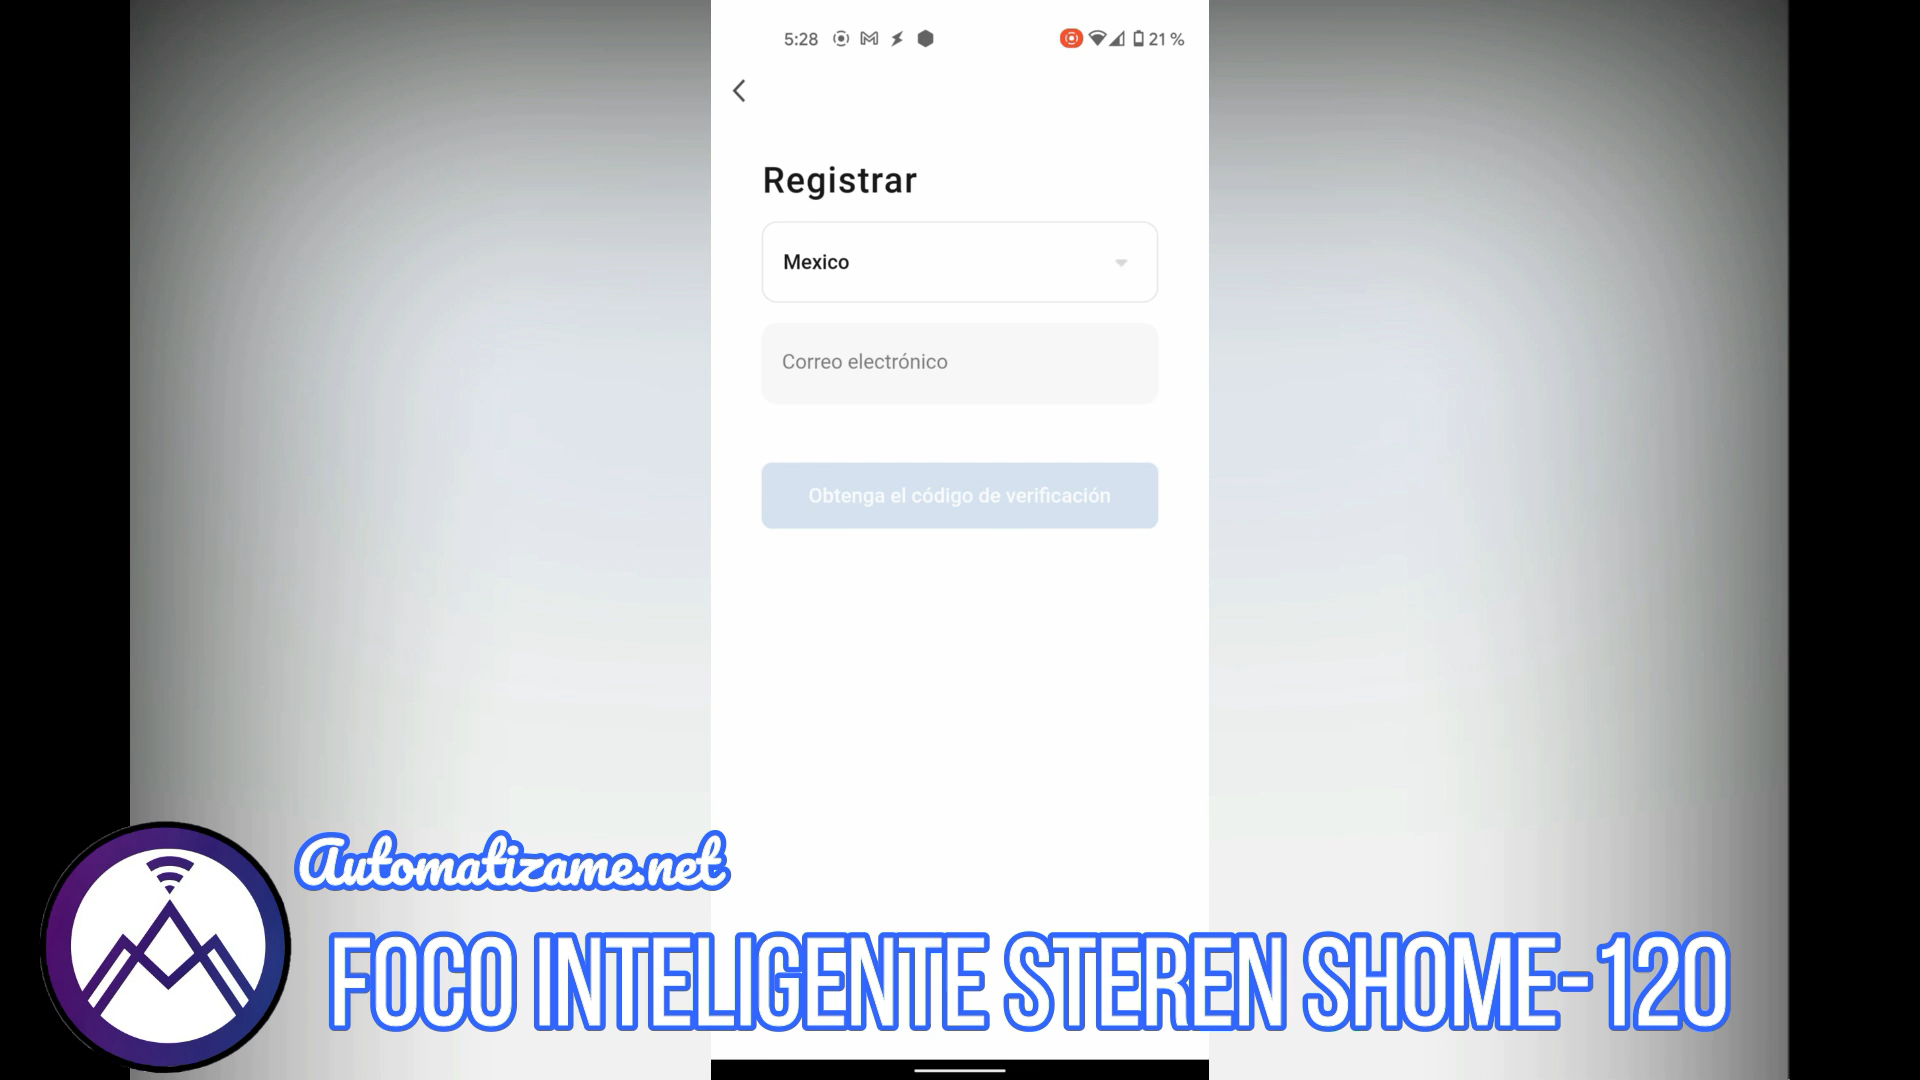 5:28
21 %
Registrar
Mexico
Correo electrónico
Obtenga el código de verificación
Automatizame.net
FOCO INTELIGENTE STEREN SHOME-120